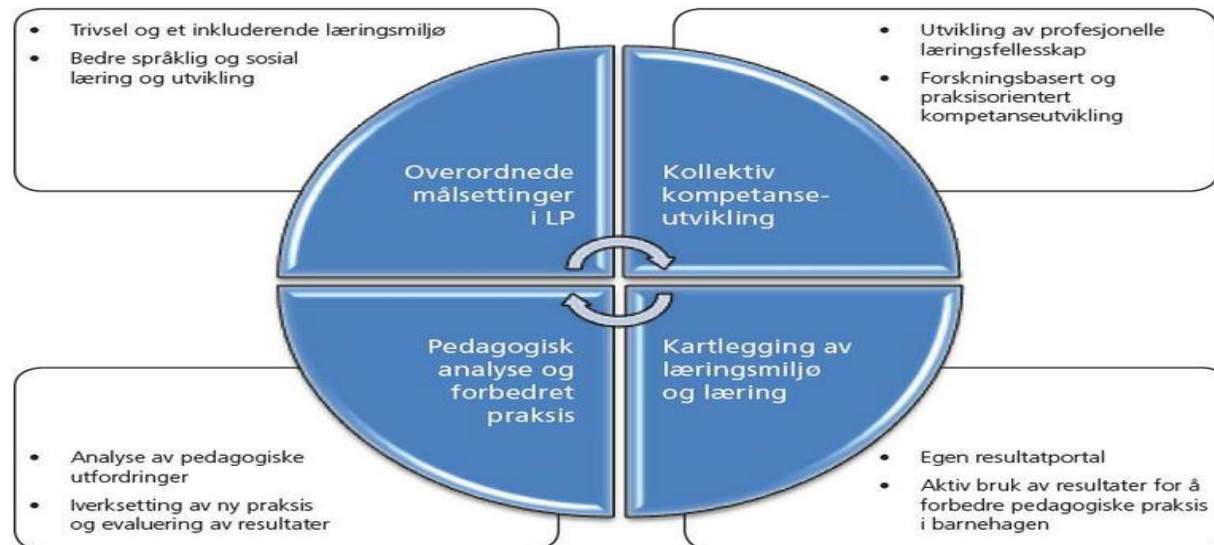 • Trivsel og et inkluderende læringsmiljø
• Bedre språklig og sosial
læring og utvikling
• Utvikling av profesjonelle
læringsfellesskap
• Forskningsbasert og
praksisorientert
kompetanseutvikling
Overordnede
målsettinger
i LP
Kollektiv
kompetanse-
utvikling
Pedagogisk
analyse og
forbedret
praksis
Kartlegging av
læringsmiljø
og læring
• Analyse av pedagogiske
utfordringer
• Iverksetting av ny praksis
og evaluering av resultater
• Egen resultatportal
• Aktiv bruk av resultater for å
forbedre pedagogiske praksis
i barnehagen